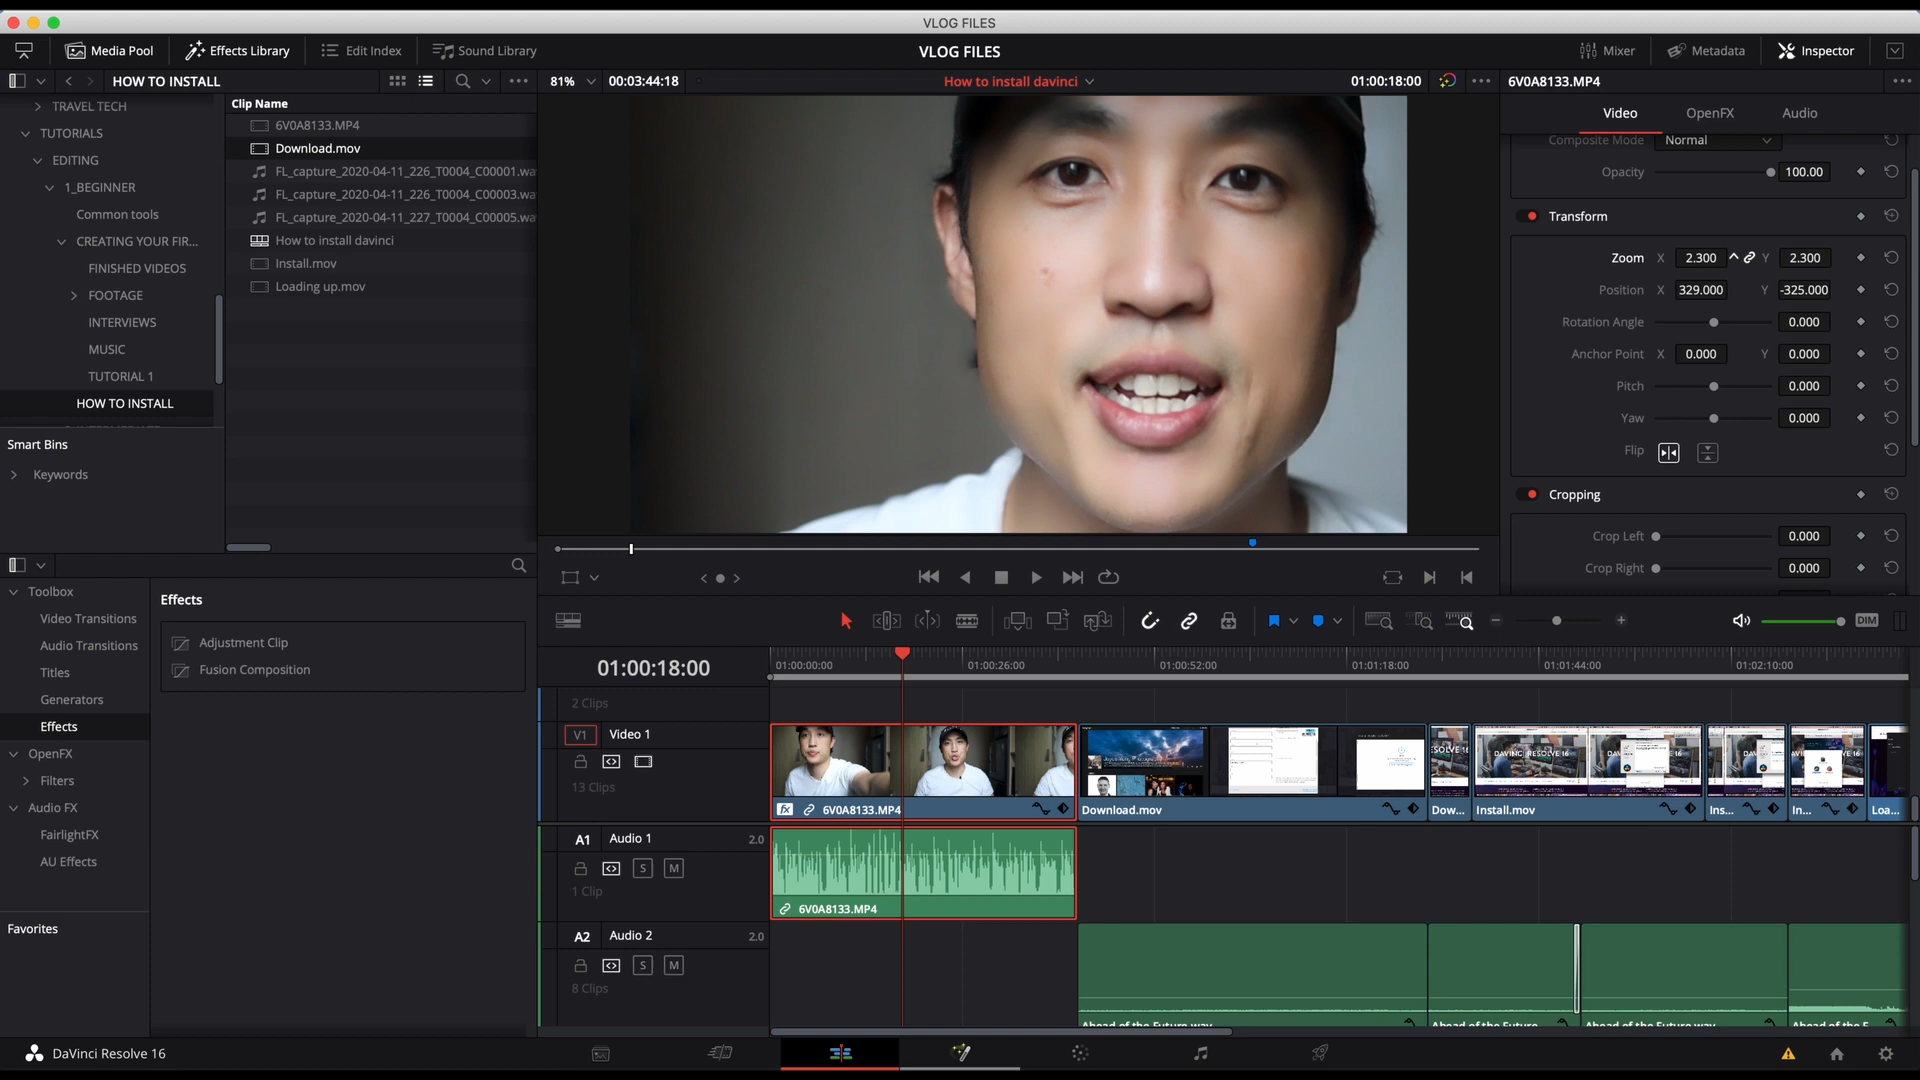 VLOG FILES
Media Pool
Effects Library
Edit Index
Sound Library
VLOG FILES
Mixer
Metadata
Inspector
HOW TO INSTALL
81%
00:03:44:18
How to install davinci
01:00:18:00
6V0A8133.MP4
TRAVEL TECH
TUTORIALS
EDITING
1_BEGINNER
Common tools
CREATING YOUR FIR...
FINISHED VIDEOS
FOOTAGE
INTERVIEWS
MUSIC
TUTORIAL 1
HOW TO INSTALL
Smart Bins
Keywords
Clip Name
6V0A8133.MP4
Download.mov
FL_capture_2020-04-11_226_T0004_C00001.wa
FL_capture_2020-04-11_226_T0004_C00003.wa
FL_capture_2020-04-11_227_T0004_C00005.wa
How to install davinci
Install.mov
Loading up.mov
Video OpenFX Audio
Composite Mode Normal
Opacity 100.00
Transform
Zoom X 2.300 Y 2.300
Position X 329.000 Y -325.000
Rotation Angle 0.000
Anchor Point X 0.000 Y 0.000
Pitch 0.000
Yaw 0.000
Flip
Cropping
Crop Left 0.000
Crop Right 0.000
Toolbox
Video Transitions
Audio Transitions
Titles
Generators
Effects
OpenFX
Filters
Audio FX
FairlightFX
AU Effects
Favorites
Effects
Adjustment Clip
Fusion Composition
DIM
01:00:18:00
01:00:00:00
01:00:26:00
01:00:52:00
01:01:18:00
01:01:44:00
01:02:10:00
2 Clips
V1 Video 1
13 Clips
fx 6V0A8133.MP4
Download.mov
Dow...
Install.mov
Ins...
In...
Loa...
A1 Audio 1 2.0
S M
1 Clip
6V0A8133.MP4
A2 Audio 2 2.0
S M
8 Clips
Ahead of the Future.wav
Ahead of the Future
Ahead of the Future.wav
Ahead of the F...
DaVinci Resolve 16